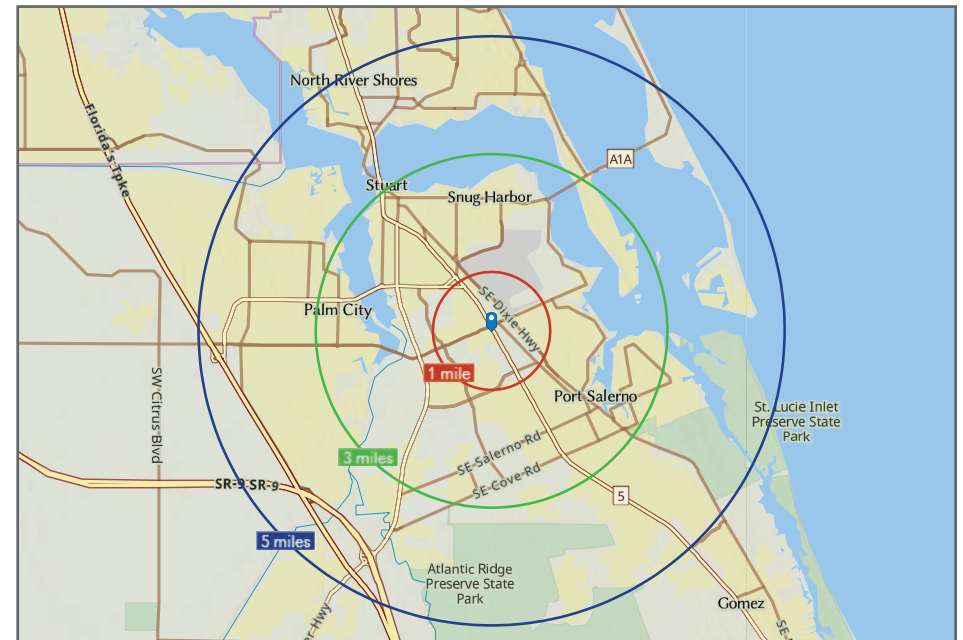 North River Shores
Florida's Tpke
A1A
Stuart
Snug Harbor
SE Dixie Hwy
Palm City
1 mile
SW Citrus Blvd
Port Salerno
St. Lucie Inlet
Preserve State
Park
SE Salerno Rd
3 miles
SE Cove Rd
SR-9 SR-9
5
5 miles
Atlantic Ridge
Preserve State
Park
Gomez
Hwy
SE